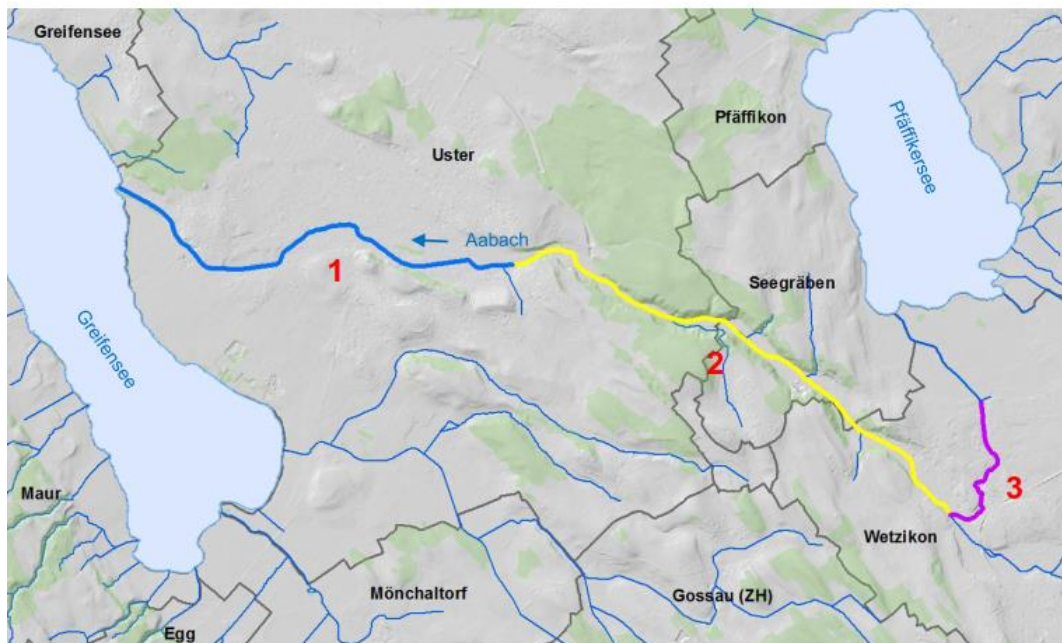 Greifensee
Pfäffikon
Uster
Pfäffikersee
Aabach
1
Seegräben
Greifensee
2
Maur
3
Wetzikon
Mönchaltorf
Gossau (ZH)
Egg